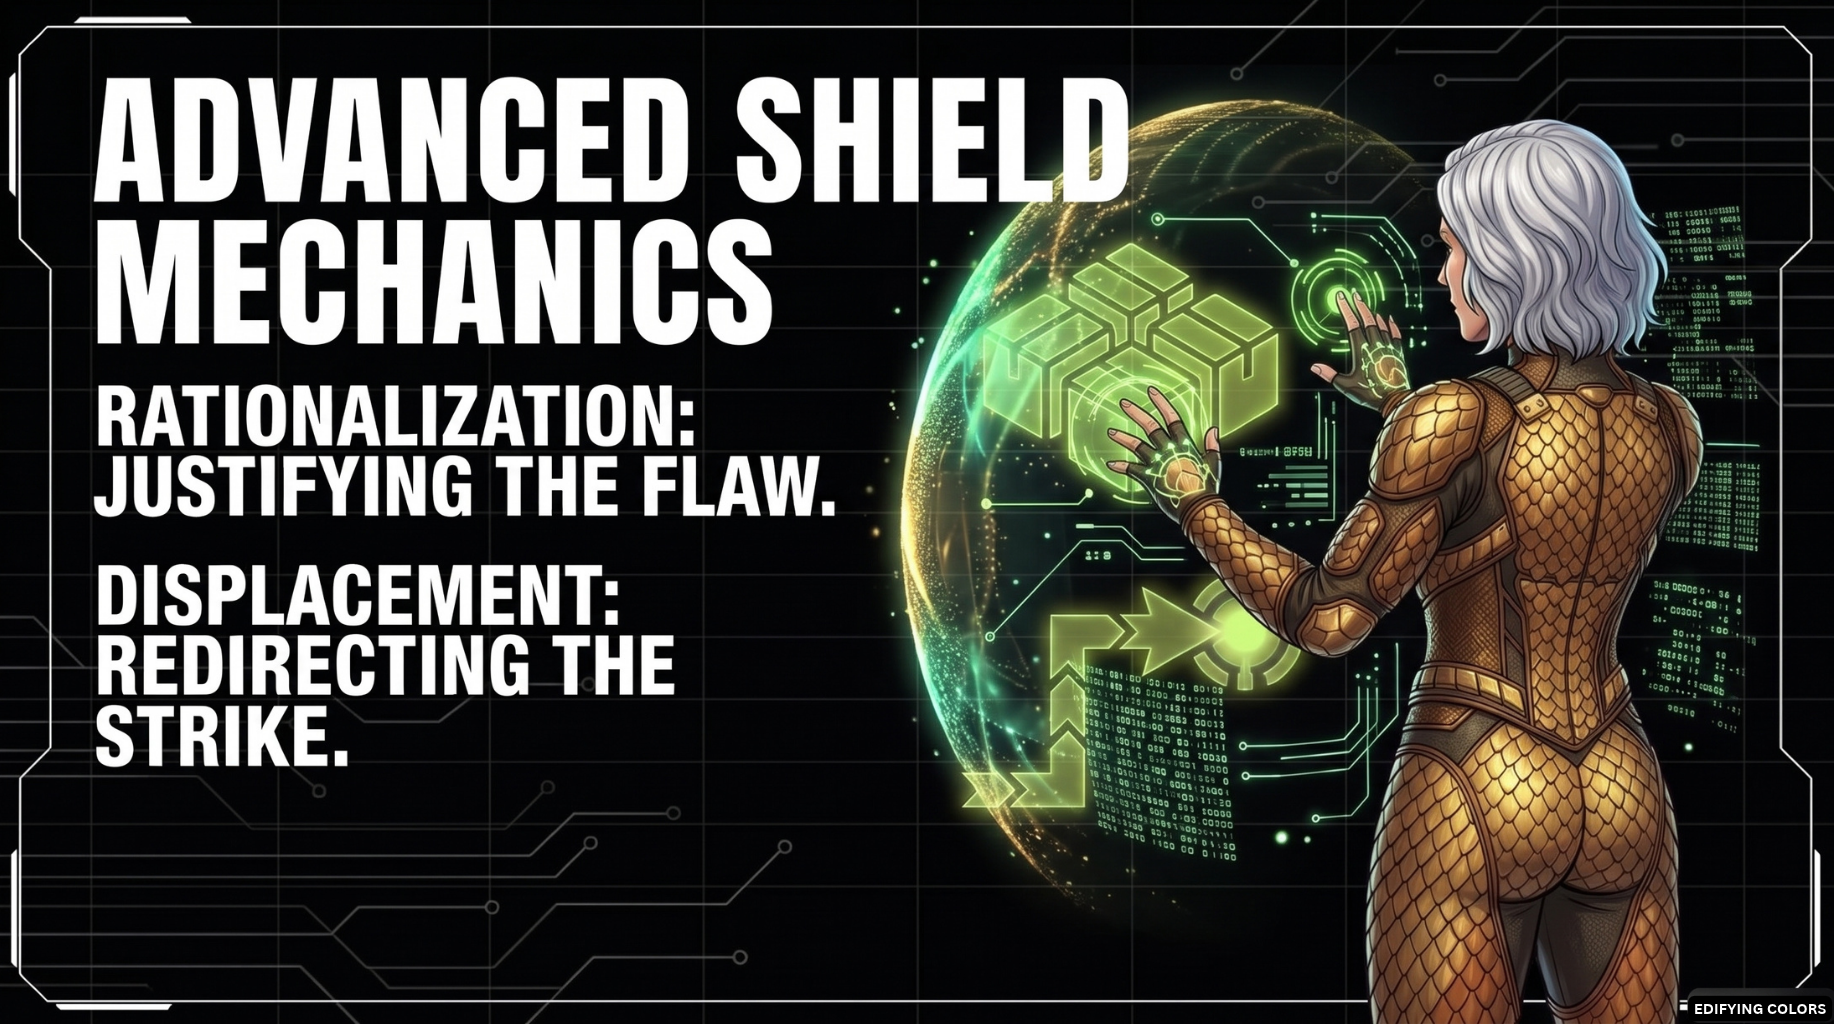 ADVANCED SHIELD
MECHANICS
RATIONALIZATION:
JUSTIFYING THE FLAW.
DISPLACEMENT:
REDIRECTING THE
STRIKE.
EDIFYING COLORS